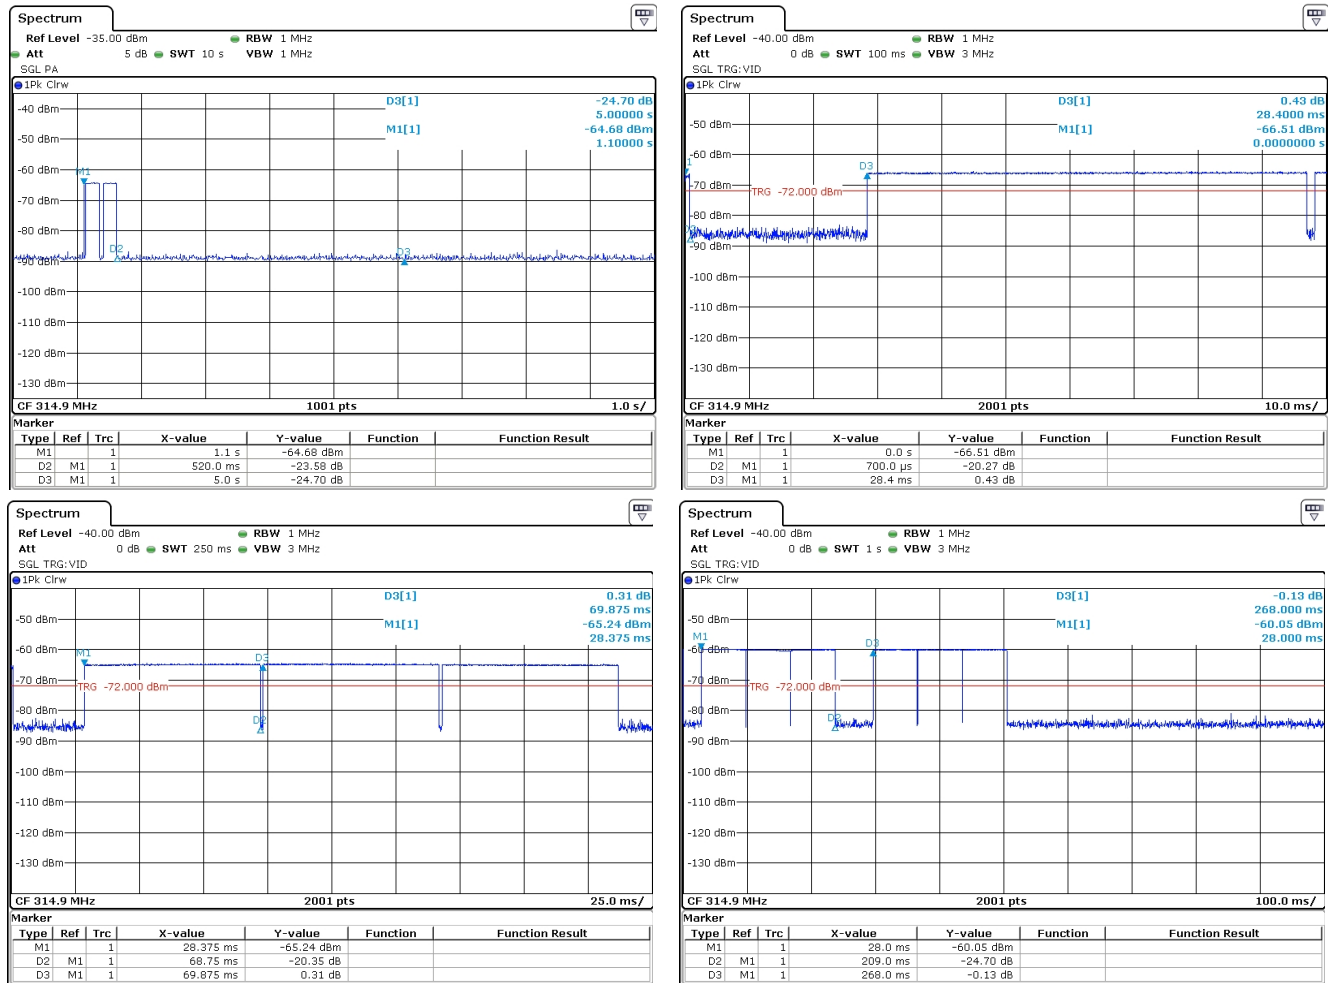 Spectrum
Ref Level -35.00 dBm RBW 1 MHz
Att 5 dB SWT 10 s VBW 1 MHz
SGL PA
1Pk Clrw
D3[1] -24.70 dB
5.00000 s
M1[1] -64.68 dBm
1.10000 s
-40 dBm
-50 dBm
-60 dBm
M1
-70 dBm
-80 dBm
D2 D3
-90 dBm
-100 dBm
-110 dBm
-120 dBm
-130 dBm
CF 314.9 MHz 1001 pts 1.0 s/
Marker
Type Ref Trc X-value Y-value Function Function Result
M1 1 1.1 s -64.68 dBm
D2 M1 1 520.0 ms -23.58 dB
D3 M1 1 5.0 s -24.70 dB
Spectrum
Ref Level -40.00 dBm RBW 1 MHz
Att 0 dB SWT 100 ms VBW 3 MHz
SGL TRG:VID
1Pk Clrw
D3[1] 0.43 dB
28.4000 ms
M1[1] -66.51 dBm
0.0000000 s
-50 dBm
-60 dBm
1 D3
-70 dBm
TRG -72.000 dBm
-80 dBm
-90 dBm
-100 dBm
-110 dBm
-120 dBm
-130 dBm
CF 314.9 MHz 2001 pts 10.0 ms/
Marker
Type Ref Trc X-value Y-value Function Function Result
M1 1 0.0 s -66.51 dBm
D2 M1 1 700.0 µs -20.27 dB
D3 M1 1 28.4 ms 0.43 dB
Spectrum
Ref Level -40.00 dBm RBW 1 MHz
Att 0 dB SWT 250 ms VBW 3 MHz
SGL TRG:VID
1Pk Clrw
D3[1] 0.31 dB
69.875 ms
M1[1] -65.24 dBm
28.375 ms
-50 dBm
-60 dBm
M1 D3
-70 dBm
TRG -72.000 dBm
-80 dBm
D2
-90 dBm
-100 dBm
-110 dBm
-120 dBm
-130 dBm
CF 314.9 MHz 2001 pts 25.0 ms/
Marker
Type Ref Trc X-value Y-value Function Function Result
M1 1 28.375 ms -65.24 dBm
D2 M1 1 68.75 ms -20.35 dB
D3 M1 1 69.875 ms 0.31 dB
Spectrum
Ref Level -40.00 dBm RBW 1 MHz
Att 0 dB SWT 1 s VBW 3 MHz
SGL TRG:VID
1Pk Clrw
D3[1] -0.13 dB
268.000 ms
M1[1] -60.05 dBm
28.000 ms
-50 dBm
M1 D3
-60 dBm
-70 dBm
TRG -72.000 dBm
-80 dBm
D2
-90 dBm
-100 dBm
-110 dBm
-120 dBm
-130 dBm
CF 314.9 MHz 2001 pts 100.0 ms/
Marker
Type Ref Trc X-value Y-value Function Function Result
M1 1 28.0 ms -60.05 dBm
D2 M1 1 209.0 ms -24.70 dB
D3 M1 1 268.0 ms -0.13 dB